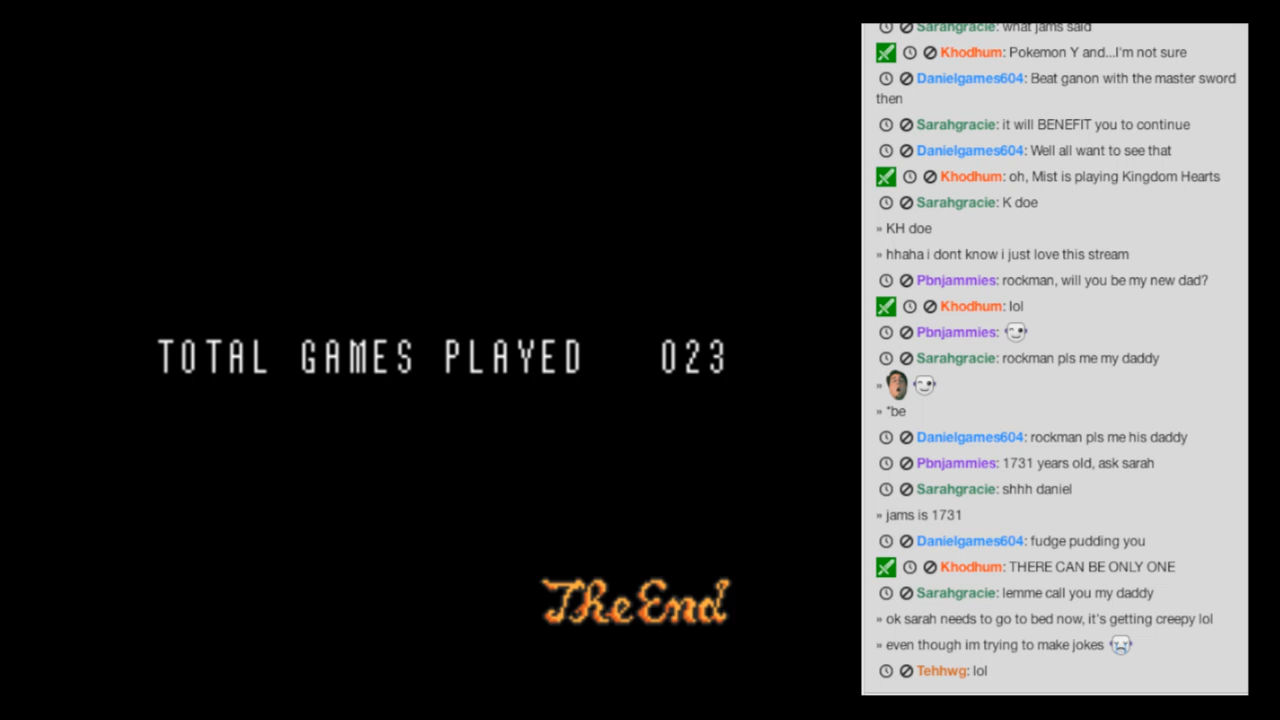 TOTAL GAMES PLAYED 023
The End
Sarahgracie: what jams said
Khodhum: Pokemon Y and...I'm not sure
Danielgames604: Beat ganon with the master sword
then
Sarahgracie: it will BENEFIT you to continue
Danielgames604: Well all want to see that
Khodhum: oh, Mist is playing Kingdom Hearts
Sarahgracie: K doe
» KH doe
» hhaha i dont know i just love this stream
Pbnjammies: rockman, will you be my new dad?
Khodhum: lol
Pbnjammies:
Sarahgracie: rockman pls me my daddy
»
» *be
Danielgames604: rockman pls me his daddy
Pbnjammies: 1731 years old, ask sarah
Sarahgracie: shhh daniel
» jams is 1731
Danielgames604: fudge pudding you
Khodhum: THERE CAN BE ONLY ONE
Sarahgracie: lemme call you my daddy
» ok sarah needs to go to bed now, it's getting creepy lol
» even though im trying to make jokes
Tehhwg: lol